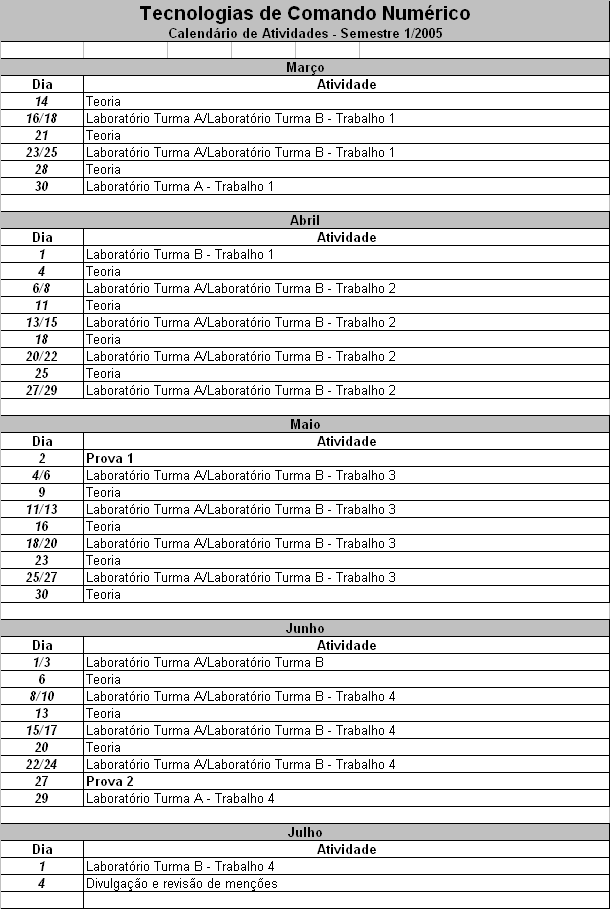 Tecnologias de Comando Numérico
Calendário de Atividades - Semestre 1/2005
Março
Dia Atividade
14 Teoria
16/18 Laboratório Turma A/Laboratório Turma B - Trabalho 1
21 Teoria
23/25 Laboratório Turma A/Laboratório Turma B - Trabalho 1
28 Teoria
30 Laboratório Turma A - Trabalho 1
Abril
Dia Atividade
1 Laboratório Turma B - Trabalho 1
4 Teoria
6/8 Laboratório Turma A/Laboratório Turma B - Trabalho 2
11 Teoria
13/15 Laboratório Turma A/Laboratório Turma B - Trabalho 2
18 Teoria
20/22 Laboratório Turma A/Laboratório Turma B - Trabalho 2
25 Teoria
27/29 Laboratório Turma A/Laboratório Turma B - Trabalho 2
Maio
Dia Atividade
2 Prova 1
4/6 Laboratório Turma A/Laboratório Turma B - Trabalho 3
9 Teoria
11/13 Laboratório Turma A/Laboratório Turma B - Trabalho 3
16 Teoria
18/20 Laboratório Turma A/Laboratório Turma B - Trabalho 3
23 Teoria
25/27 Laboratório Turma A/Laboratório Turma B - Trabalho 3
30 Teoria
Junho
Dia Atividade
1/3 Laboratório Turma A/Laboratório Turma B
6 Teoria
8/10 Laboratório Turma A/Laboratório Turma B - Trabalho 4
13 Teoria
15/17 Laboratório Turma A/Laboratório Turma B - Trabalho 4
20 Teoria
22/24 Laboratório Turma A/Laboratório Turma B - Trabalho 4
27 Prova 2
29 Laboratório Turma A - Trabalho 4
Julho
Dia Atividade
1 Laboratório Turma B - Trabalho 4
4 Divulgação e revisão de menções